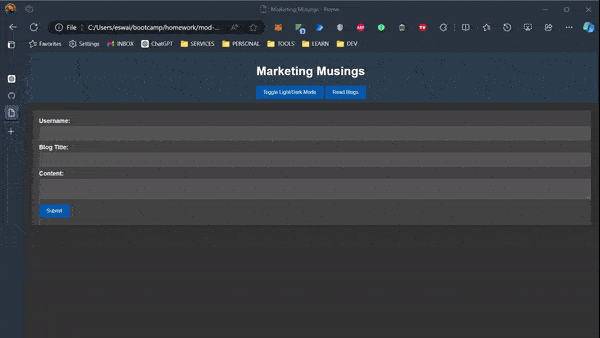 Marketing Musings - Home
File C:/Users/eswai/bootcamp/homework/mod-...
Favorites Settings INBOX ChatGPT SERVICES PERSONAL TOOLS LEARN DEV
Marketing Musings
Toggle Light/Dark Mode Read Blogs
Username:
Blog Title:
Content:
Submit